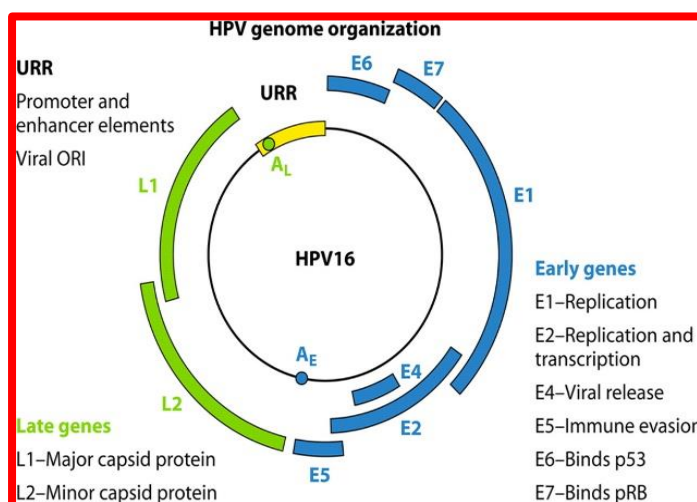 HPV genome organization
URR
Promoter and
enhancer elements
Viral ORI
URR
E6
E7
A_L
L1
E1
HPV16
Early genes
E1–Replication
E2–Replication and
transcription
E4–Viral release
E5–Immune evasion
E6–Binds p53
E7–Binds pRB
A_E
E4
L2
E2
E5
Late genes
L1–Major capsid protein
L2–Minor capsid protein